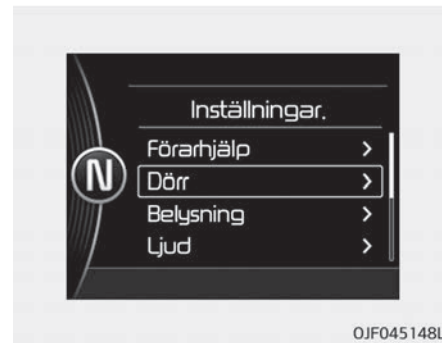 Inställningar.
Förarhjälp >
N
Dörr >
Belysning >
Ljud >
OJF045148L